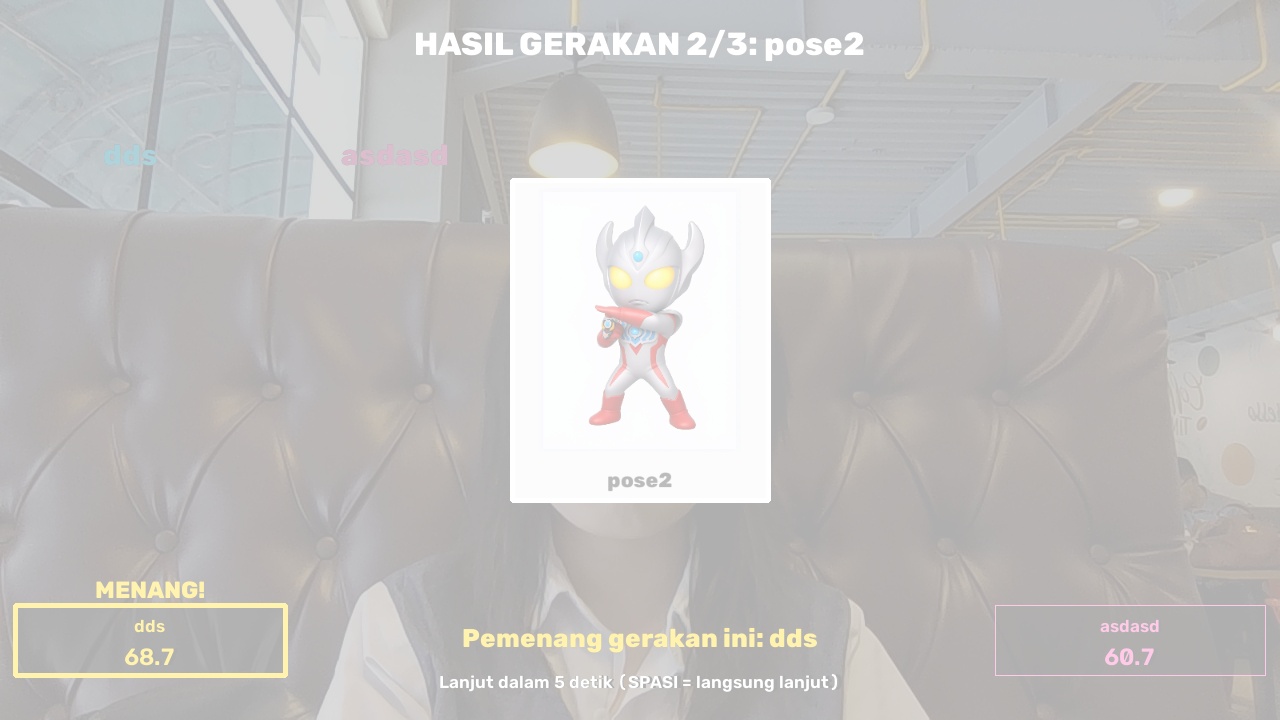 HASIL GERAKAN 2/3: pose2
dds
asdasd
pose2
MENANG!
dds
68.7
Pemenang gerakan ini: dds
Lanjut dalam 5 detik (SPASI = langsung lanjut)
asdasd
60.7